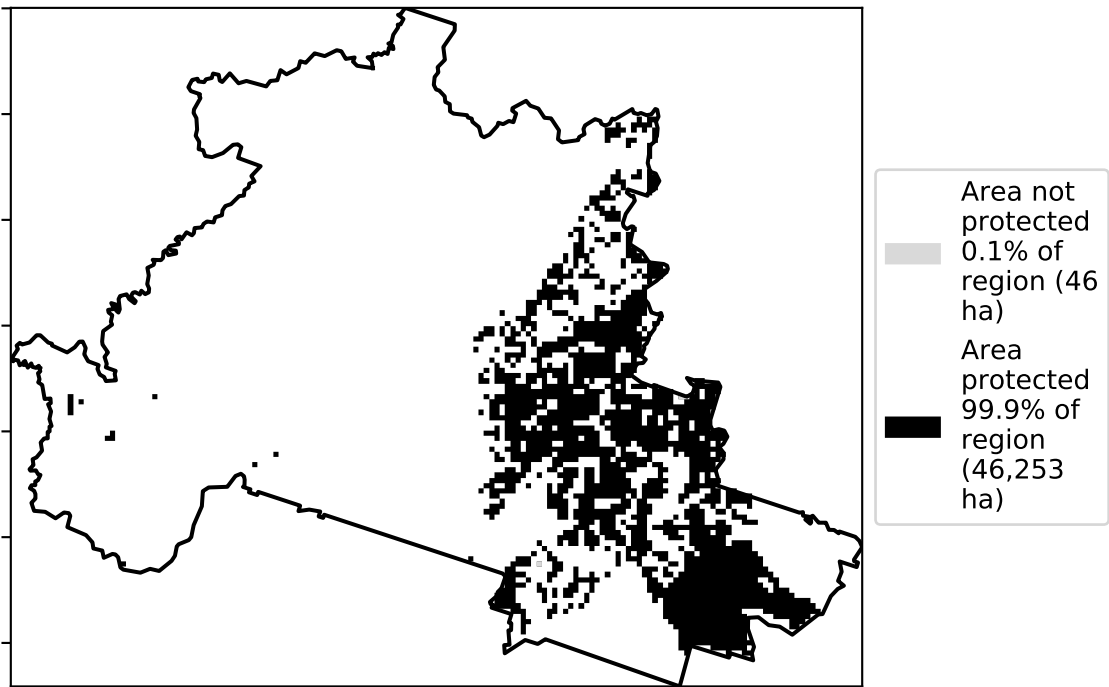 Area not
protected
0.1% of
region (46
ha)
Area
protected
99.9% of
region
(46,253
ha)